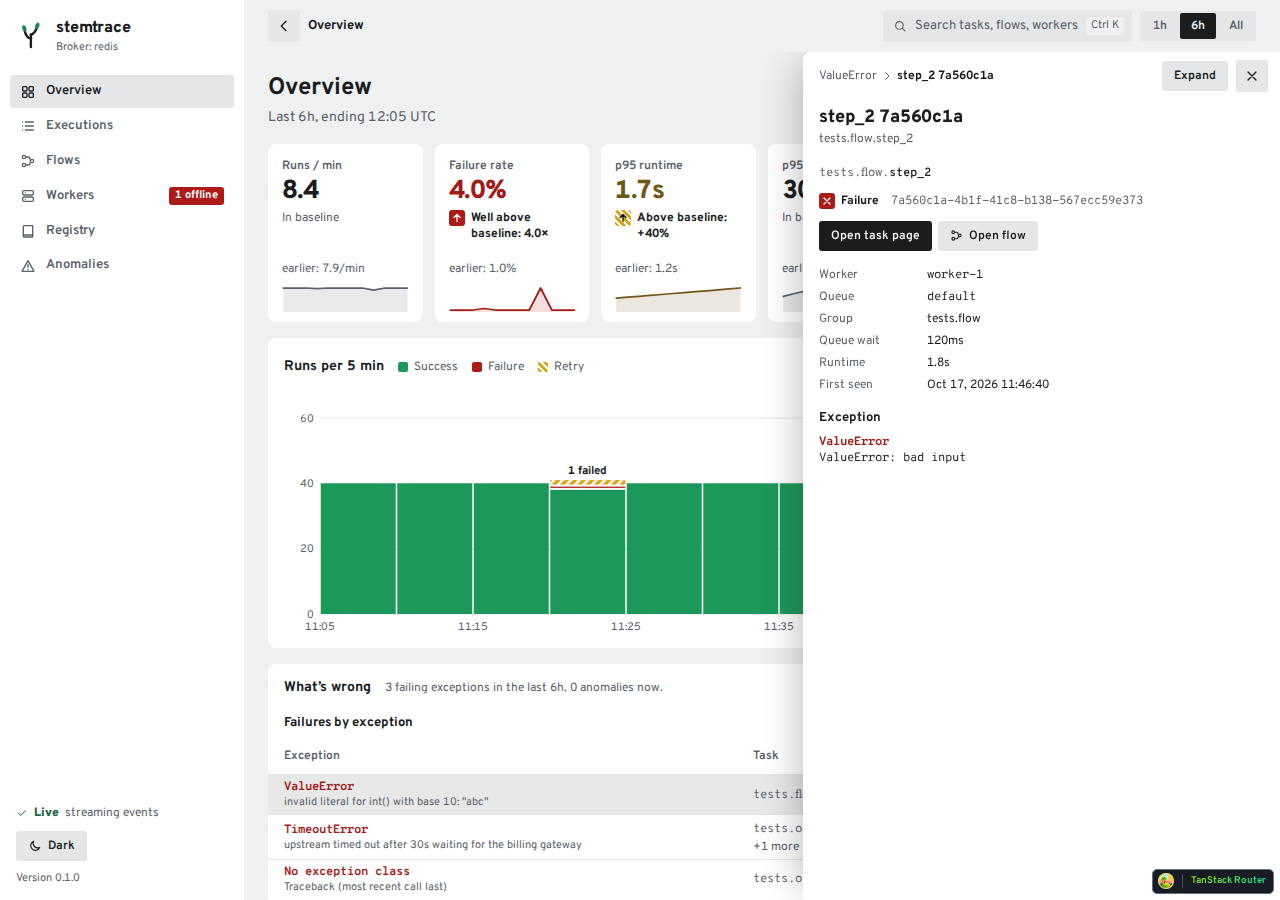 stemtrace
Broker: redis
Overview
Executions
Flows
Workers
1 offline
Registry
Anomalies
Live streaming events
Dark
Version 0.1.0
Overview
Search tasks, flows, workers
Ctrl K
1h
6h
All
Overview
Last 6h, ending 12:05 UTC
Runs / min
8.4
In baseline
earlier: 7.9/min
Failure rate
4.0%
Well above
baseline: 4.0×
earlier: 1.0%
p95 runtime
1.7s
Above baseline:
+40%
earlier: 1.2s
p95
In b
Runs per 5 min
Success
Failure
Retry
60
40
20
0
1 failed
11:05
11:15
11:25
11:35
What's wrong
3 failing exceptions in the last 6h. 0 anomalies now.
Failures by exception
Exception
Task
ValueError
invalid literal for int() with base 10: "abc"
tests.fl
TimeoutError
upstream timed out after 30s waiting for the billing gateway
tests.o
+1 more
No exception class
Traceback (most recent call last)
tests.o
ValueError > step_2 7a560c1a
Expand
step_2 7a560c1a
tests.flow.step_2
tests.flow.step_2
Failure
7a560c1a-4b1f-41c8-b138-567ecc59e373
Open task page
Open flow
Worker
worker-1
Queue
default
Group
tests.flow
Queue wait
120ms
Runtime
1.8s
First seen
Oct 17, 2026 11:46:40
Exception
ValueError
ValueError: bad input
TanStack Router